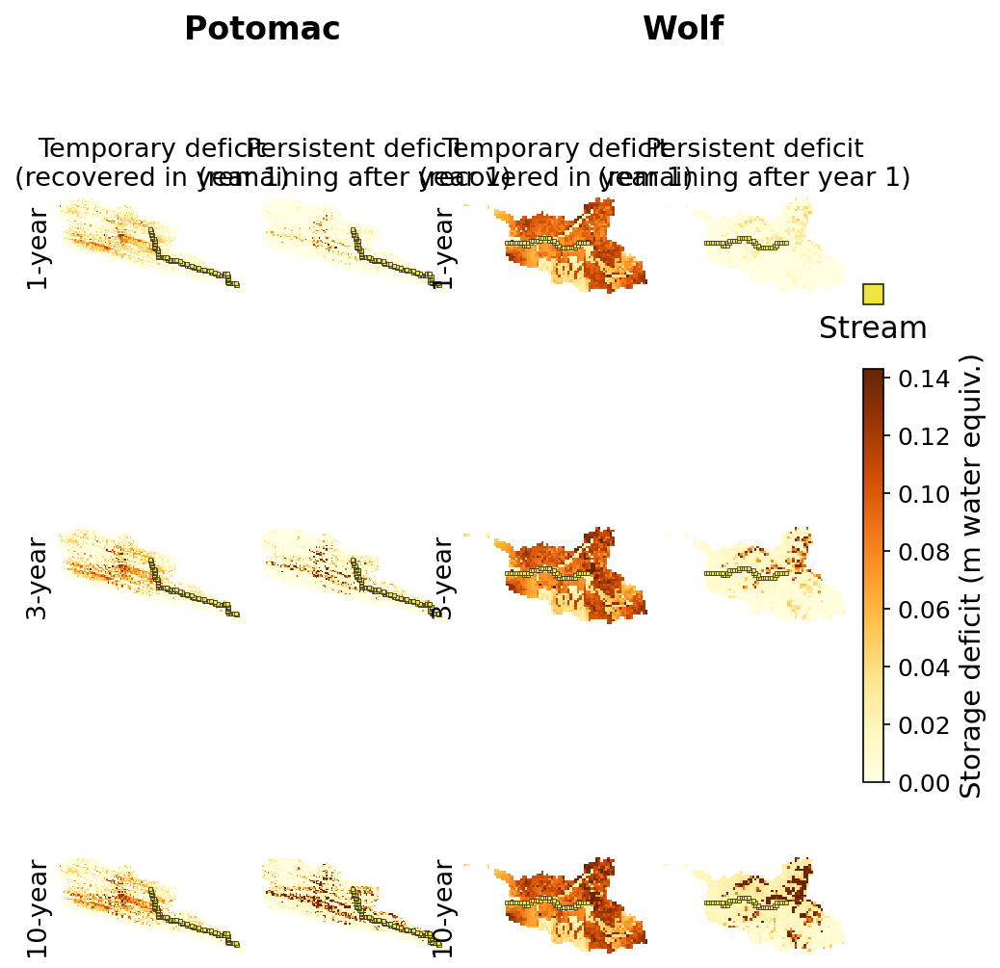 Potomac
Wolf
Temporary deficit
(recovered in year 1)
Persistent deficit
(remaining after year 1)
Temporary deficit
(recovered in year 1)
Persistent deficit
(remaining after year 1)
1-year
1-year
Stream
0.14
0.12
0.10
0.08
0.06
0.04
0.02
0.00
Storage deficit (m water equiv.)
3-year
3-year
10-year
10-year